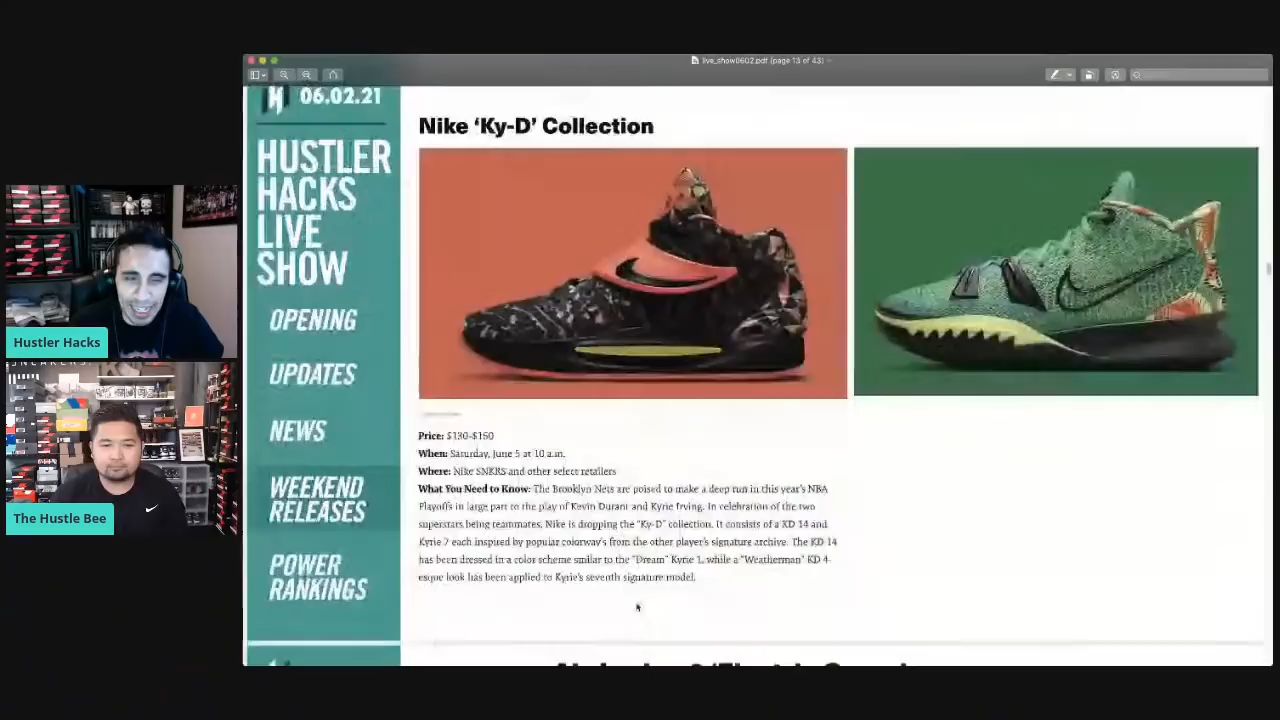 live_show0602.pdf (page 13 of 43)
06.02.21
HUSTLER
HACKS
LIVE
SHOW
OPENING
UPDATES
NEWS
WEEKEND
RELEASES
POWER
RANKINGS
Nike ‘Ky-D’ Collection
Price: $130-$150
When: Saturday, June 5 at 10 a.m.
Where: Nike SNKRS and other select retailers
What You Need to Know: The Brooklyn Nets are poised to make a deep run in this year's NBA
Playoffs in large part to the play of Kevin Durant and Kyrie Irving. In celebration of the two
superstars being teammates, Nike is dropping the "Ky-D" collection. It consists of a KD 14 and
Kyrie 7 each inspired by popular colorway's from the other player's signature archive. The KD 14
has been dressed in a color scheme similar to the "Dream" Kyrie 1, while a "Weatherman" KD 4-
esque look has been applied to Kyrie's seventh signature model.
Hustler Hacks
The Hustle Bee